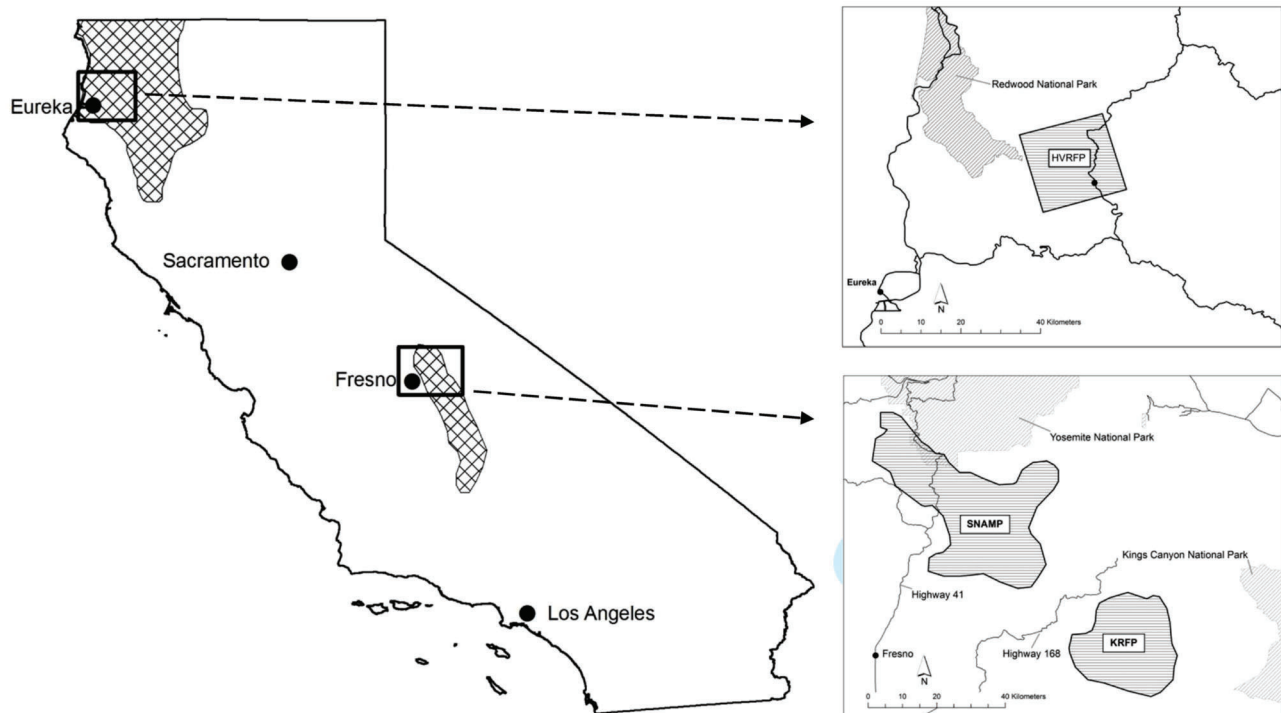 Eureka
Sacramento
Fresno
Los Angeles
Redwood National Park
HVRFP
Eureka
N
0 10 20 40 Kilometers
Yosemite National Park
SNAMP
Kings Canyon National Park
Highway 41
KRFP
Highway 168
Fresno
N
0 10 20 40 Kilometers